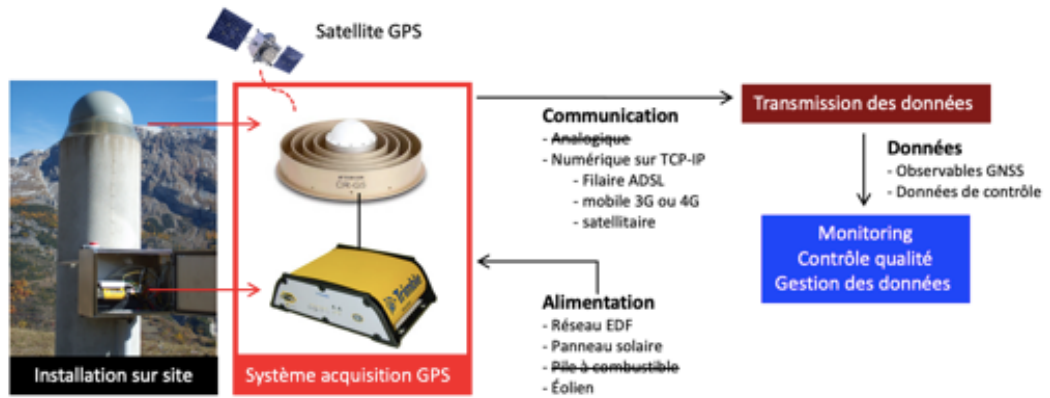 Satellite GPS
Communication
- Analogique
- Numérique sur TCP-IP
- Filaire ADSL
- mobile 3G ou 4G
- satellitaire
Transmission des données
Données
- Observables GNSS
- Données de contrôle
Monitoring
Contrôle qualité
Gestion des données
Trimble
Alimentation
- Réseau EDF
- Panneau solaire
- Pile à combustible
- Éolien
Installation sur site
Système acquisition GPS